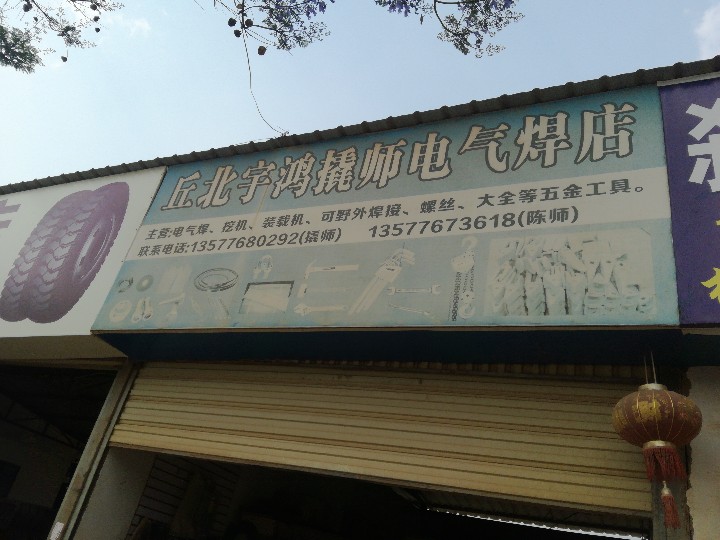 丘北宇鸿撬师电气焊店
主营:电气焊、挖机、装载机、可野外焊接、螺丝、大全等五金工具。
联系电话:13577680292(撬师) 13577673618(陈师)